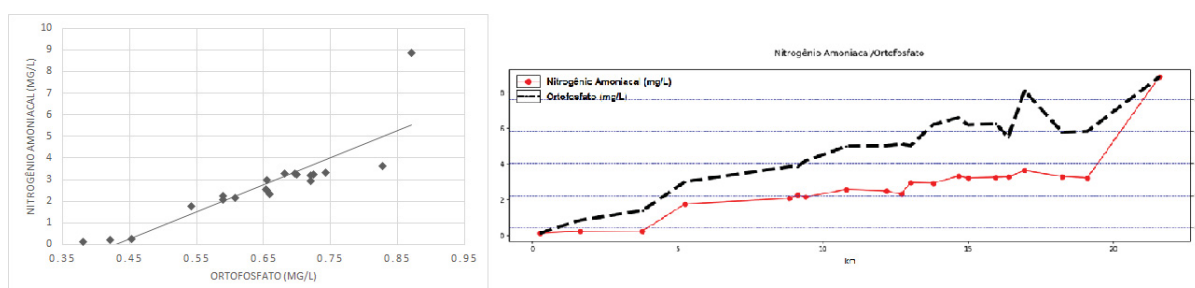 10
9
8
7
6
5
4
3
2
1
0
NITROGÊNIO AMONIACAL (MG/L)
0.35 0.45 0.55 0.65 0.75 0.85 0.95
ORTOFOSFATO (MG/L)
Nitrogênio Amoniacal/Ortofosfato
Nitrogênio Amoniacal (mg/L)
Ortofosfato (mg/L)
8
6
4
2
0
0 5 10 15 20
km